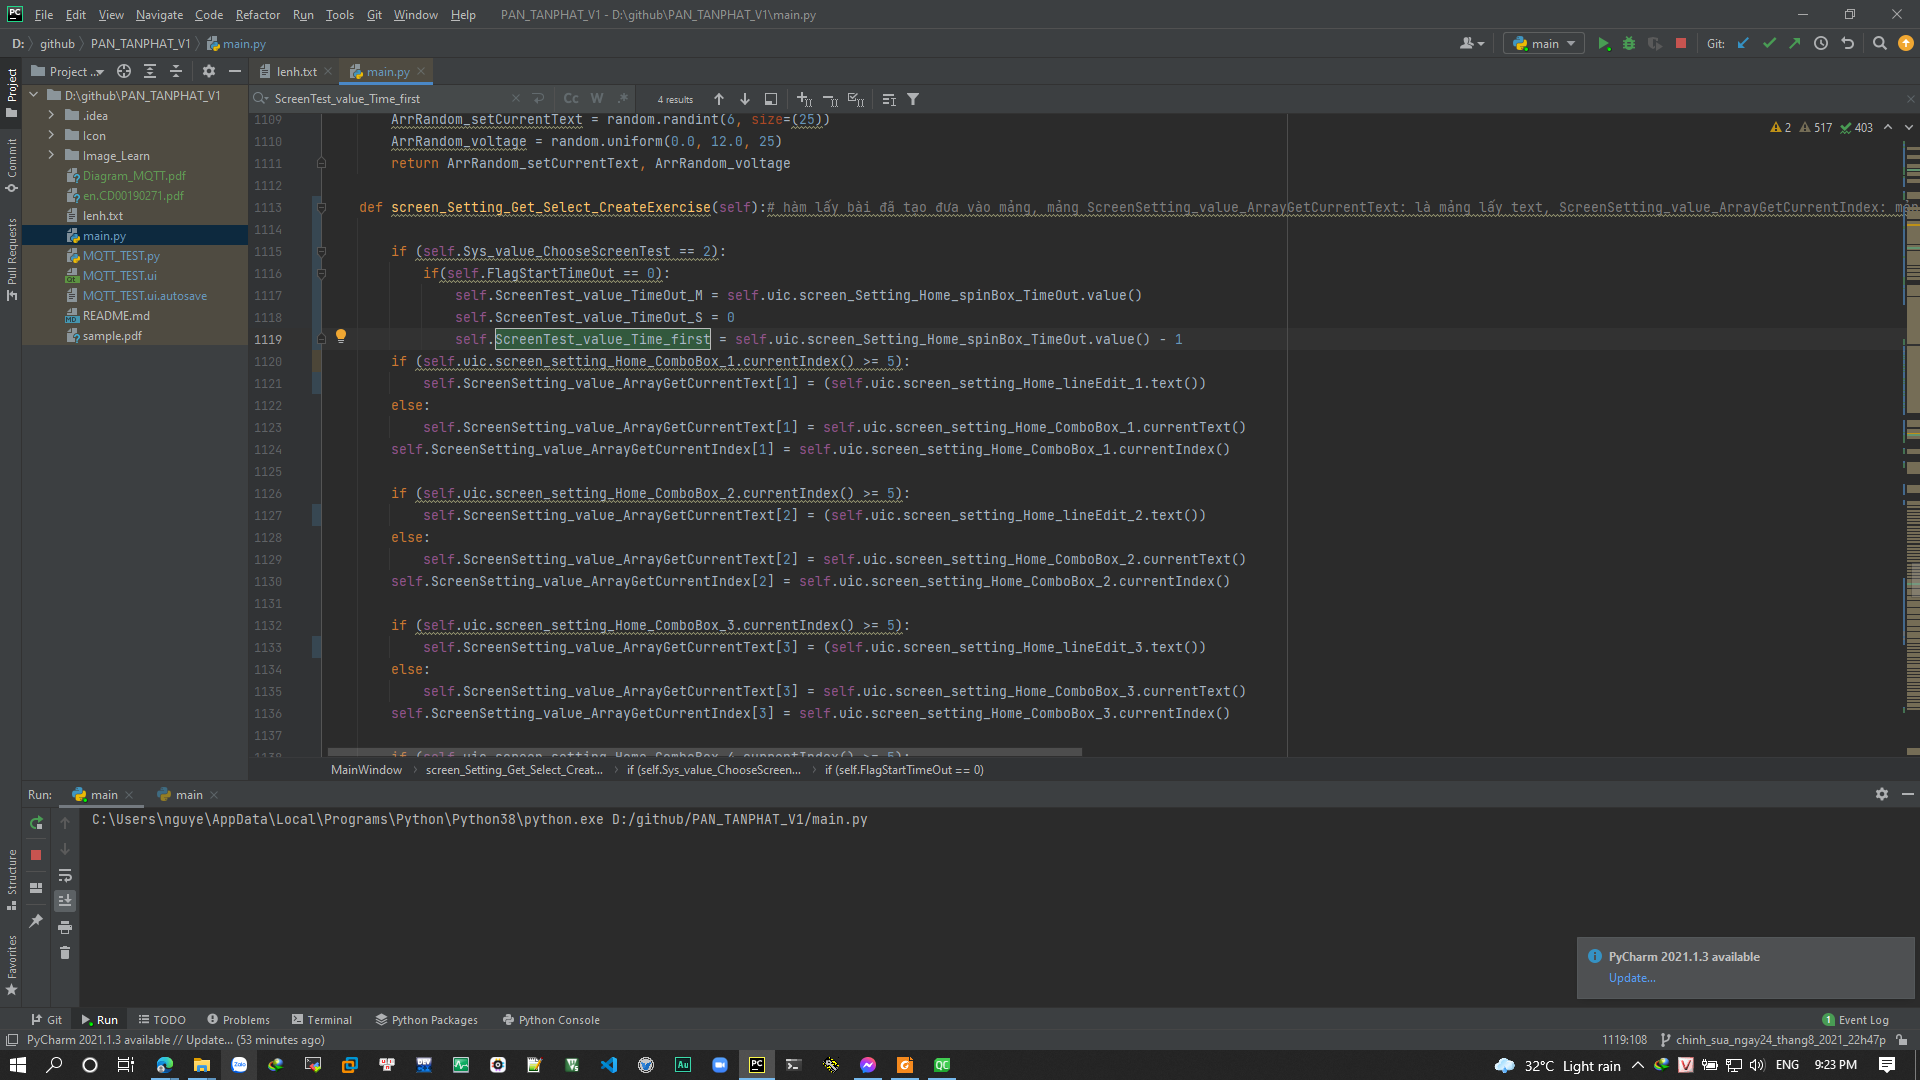 File Edit View Navigate Code Refactor Run Tools Git Window Help PAN_TANPHAT_V1 - D:\github\PAN_TANPHAT_V1\main.py
D: github PAN_TANPHAT_V1 main.py
main
Git:
Project
Commit
Pull Requests
Structure
Favorites
Project ...
D:\github\PAN_TANPHAT_V1
.idea
Icon
Image_Learn
Diagram_MQTT.pdf
en.CD00190271.pdf
lenh.txt
main.py
MQTT_TEST.py
MQTT_TEST.ui
MQTT_TEST.ui.autosave
README.md
sample.pdf
lenh.txt main.py
ScreenTest_value_Time_first Cc W .* 4 results
2 517 403
1109 ArrRandom_setCurrentText = random.randint(6, size=(25))
1110 ArrRandom_voltage = random.uniform(0.0, 12.0, 25)
1111 return ArrRandom_setCurrentText, ArrRandom_voltage
1112
1113 def screen_Setting_Get_Select_CreateExercise(self):# hàm lấy bài đã tạo đưa vào mảng, mảng ScreenSetting_value_ArrayGetCurrentText: là mảng lấy text, ScreenSetting_value_ArrayGetCurrentIndex:
1114
1115 if (self.Sys_value_ChooseScreenTest == 2):
1116 if(self.FlagStartTimeOut == 0):
1117 self.ScreenTest_value_TimeOut_M = self.uic.screen_Setting_Home_spinBox_TimeOut.value()
1118 self.ScreenTest_value_TimeOut_S = 0
1119 self.ScreenTest_value_Time_first = self.uic.screen_Setting_Home_spinBox_TimeOut.value() - 1
1120 if (self.uic.screen_setting_Home_ComboBox_1.currentIndex() >= 5):
1121 self.ScreenSetting_value_ArrayGetCurrentText[1] = (self.uic.screen_setting_Home_lineEdit_1.text())
1122 else:
1123 self.ScreenSetting_value_ArrayGetCurrentText[1] = self.uic.screen_setting_Home_ComboBox_1.currentText()
1124 self.ScreenSetting_value_ArrayGetCurrentIndex[1] = self.uic.screen_setting_Home_ComboBox_1.currentIndex()
1125
1126 if (self.uic.screen_setting_Home_ComboBox_2.currentIndex() >= 5):
1127 self.ScreenSetting_value_ArrayGetCurrentText[2] = (self.uic.screen_setting_Home_lineEdit_2.text())
1128 else:
1129 self.ScreenSetting_value_ArrayGetCurrentText[2] = self.uic.screen_setting_Home_ComboBox_2.currentText()
1130 self.ScreenSetting_value_ArrayGetCurrentIndex[2] = self.uic.screen_setting_Home_ComboBox_2.currentIndex()
1131
1132 if (self.uic.screen_setting_Home_ComboBox_3.currentIndex() >= 5):
1133 self.ScreenSetting_value_ArrayGetCurrentText[3] = (self.uic.screen_setting_Home_lineEdit_3.text())
1134 else:
1135 self.ScreenSetting_value_ArrayGetCurrentText[3] = self.uic.screen_setting_Home_ComboBox_3.currentText()
1136 self.ScreenSetting_value_ArrayGetCurrentIndex[3] = self.uic.screen_setting_Home_ComboBox_3.currentIndex()
1137
1138 if (self.uic.screen_setting_Home_ComboBox_4.currentIndex() >= 5):
MainWindow screen_Setting_Get_Select_Creat... if (self.Sys_value_ChooseScreen... if (self.FlagStartTimeOut == 0)
Run: main main
C:\Users\nguye\AppData\Local\Programs\Python\Python38\python.exe D:/github/PAN_TANPHAT_V1/main.py
PyCharm 2021.1.3 available
Update...
Git Run TODO Problems Terminal Python Packages Python Console 1 Event Log
PyCharm 2021.1.3 available // Update... (53 minutes ago) 1119:108 chinh_sua_ngay24_thang8_2021_22h47p
32°C Light rain ENG 9:23 PM